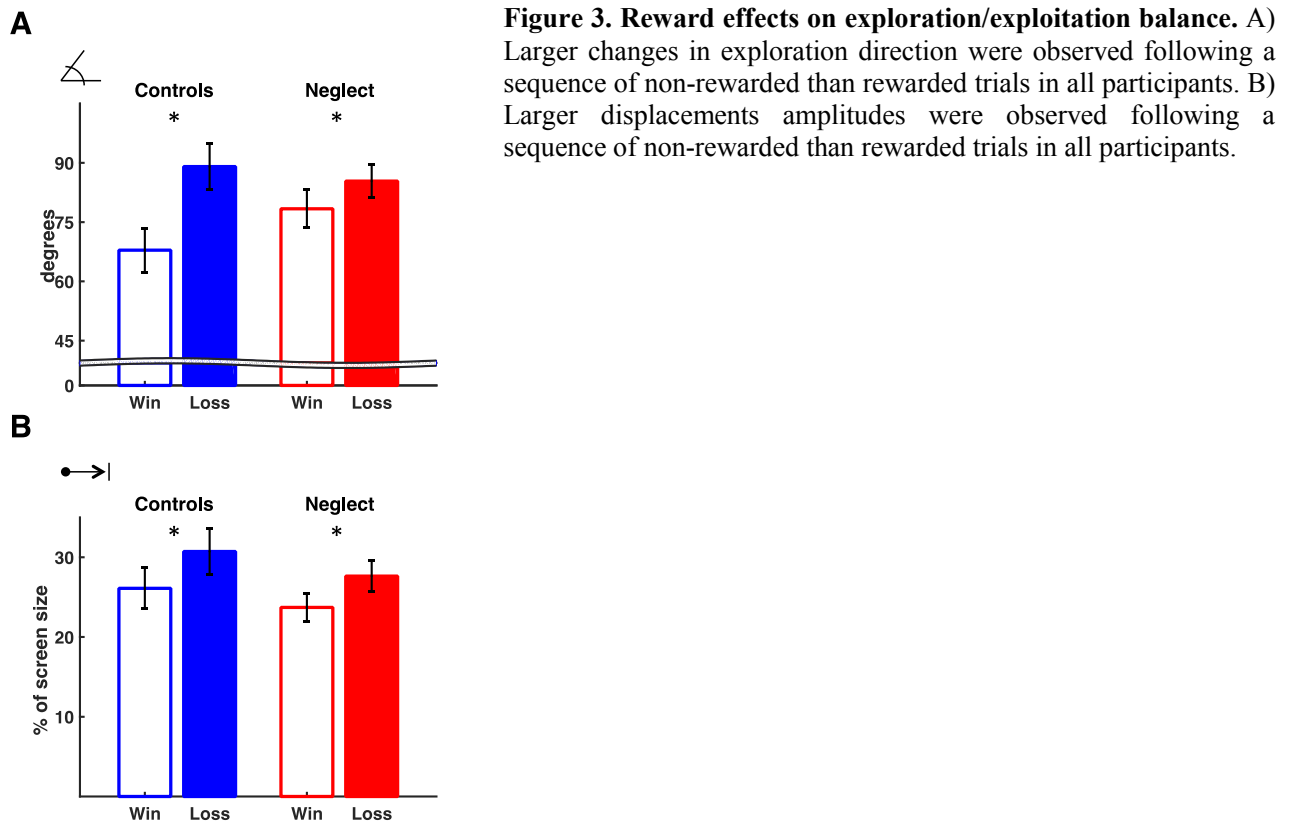 A
Controls Neglect
* *
90
75
60
45
0
degrees
Win Loss Win Loss
B
Controls Neglect
* *
30
20
10
% of screen size
Win Loss Win Loss
Figure 3. Reward effects on exploration/exploitation balance. A)
Larger changes in exploration direction were observed following a
sequence of non-rewarded than rewarded trials in all participants. B)
Larger displacements amplitudes were observed following a
sequence of non-rewarded than rewarded trials in all participants.